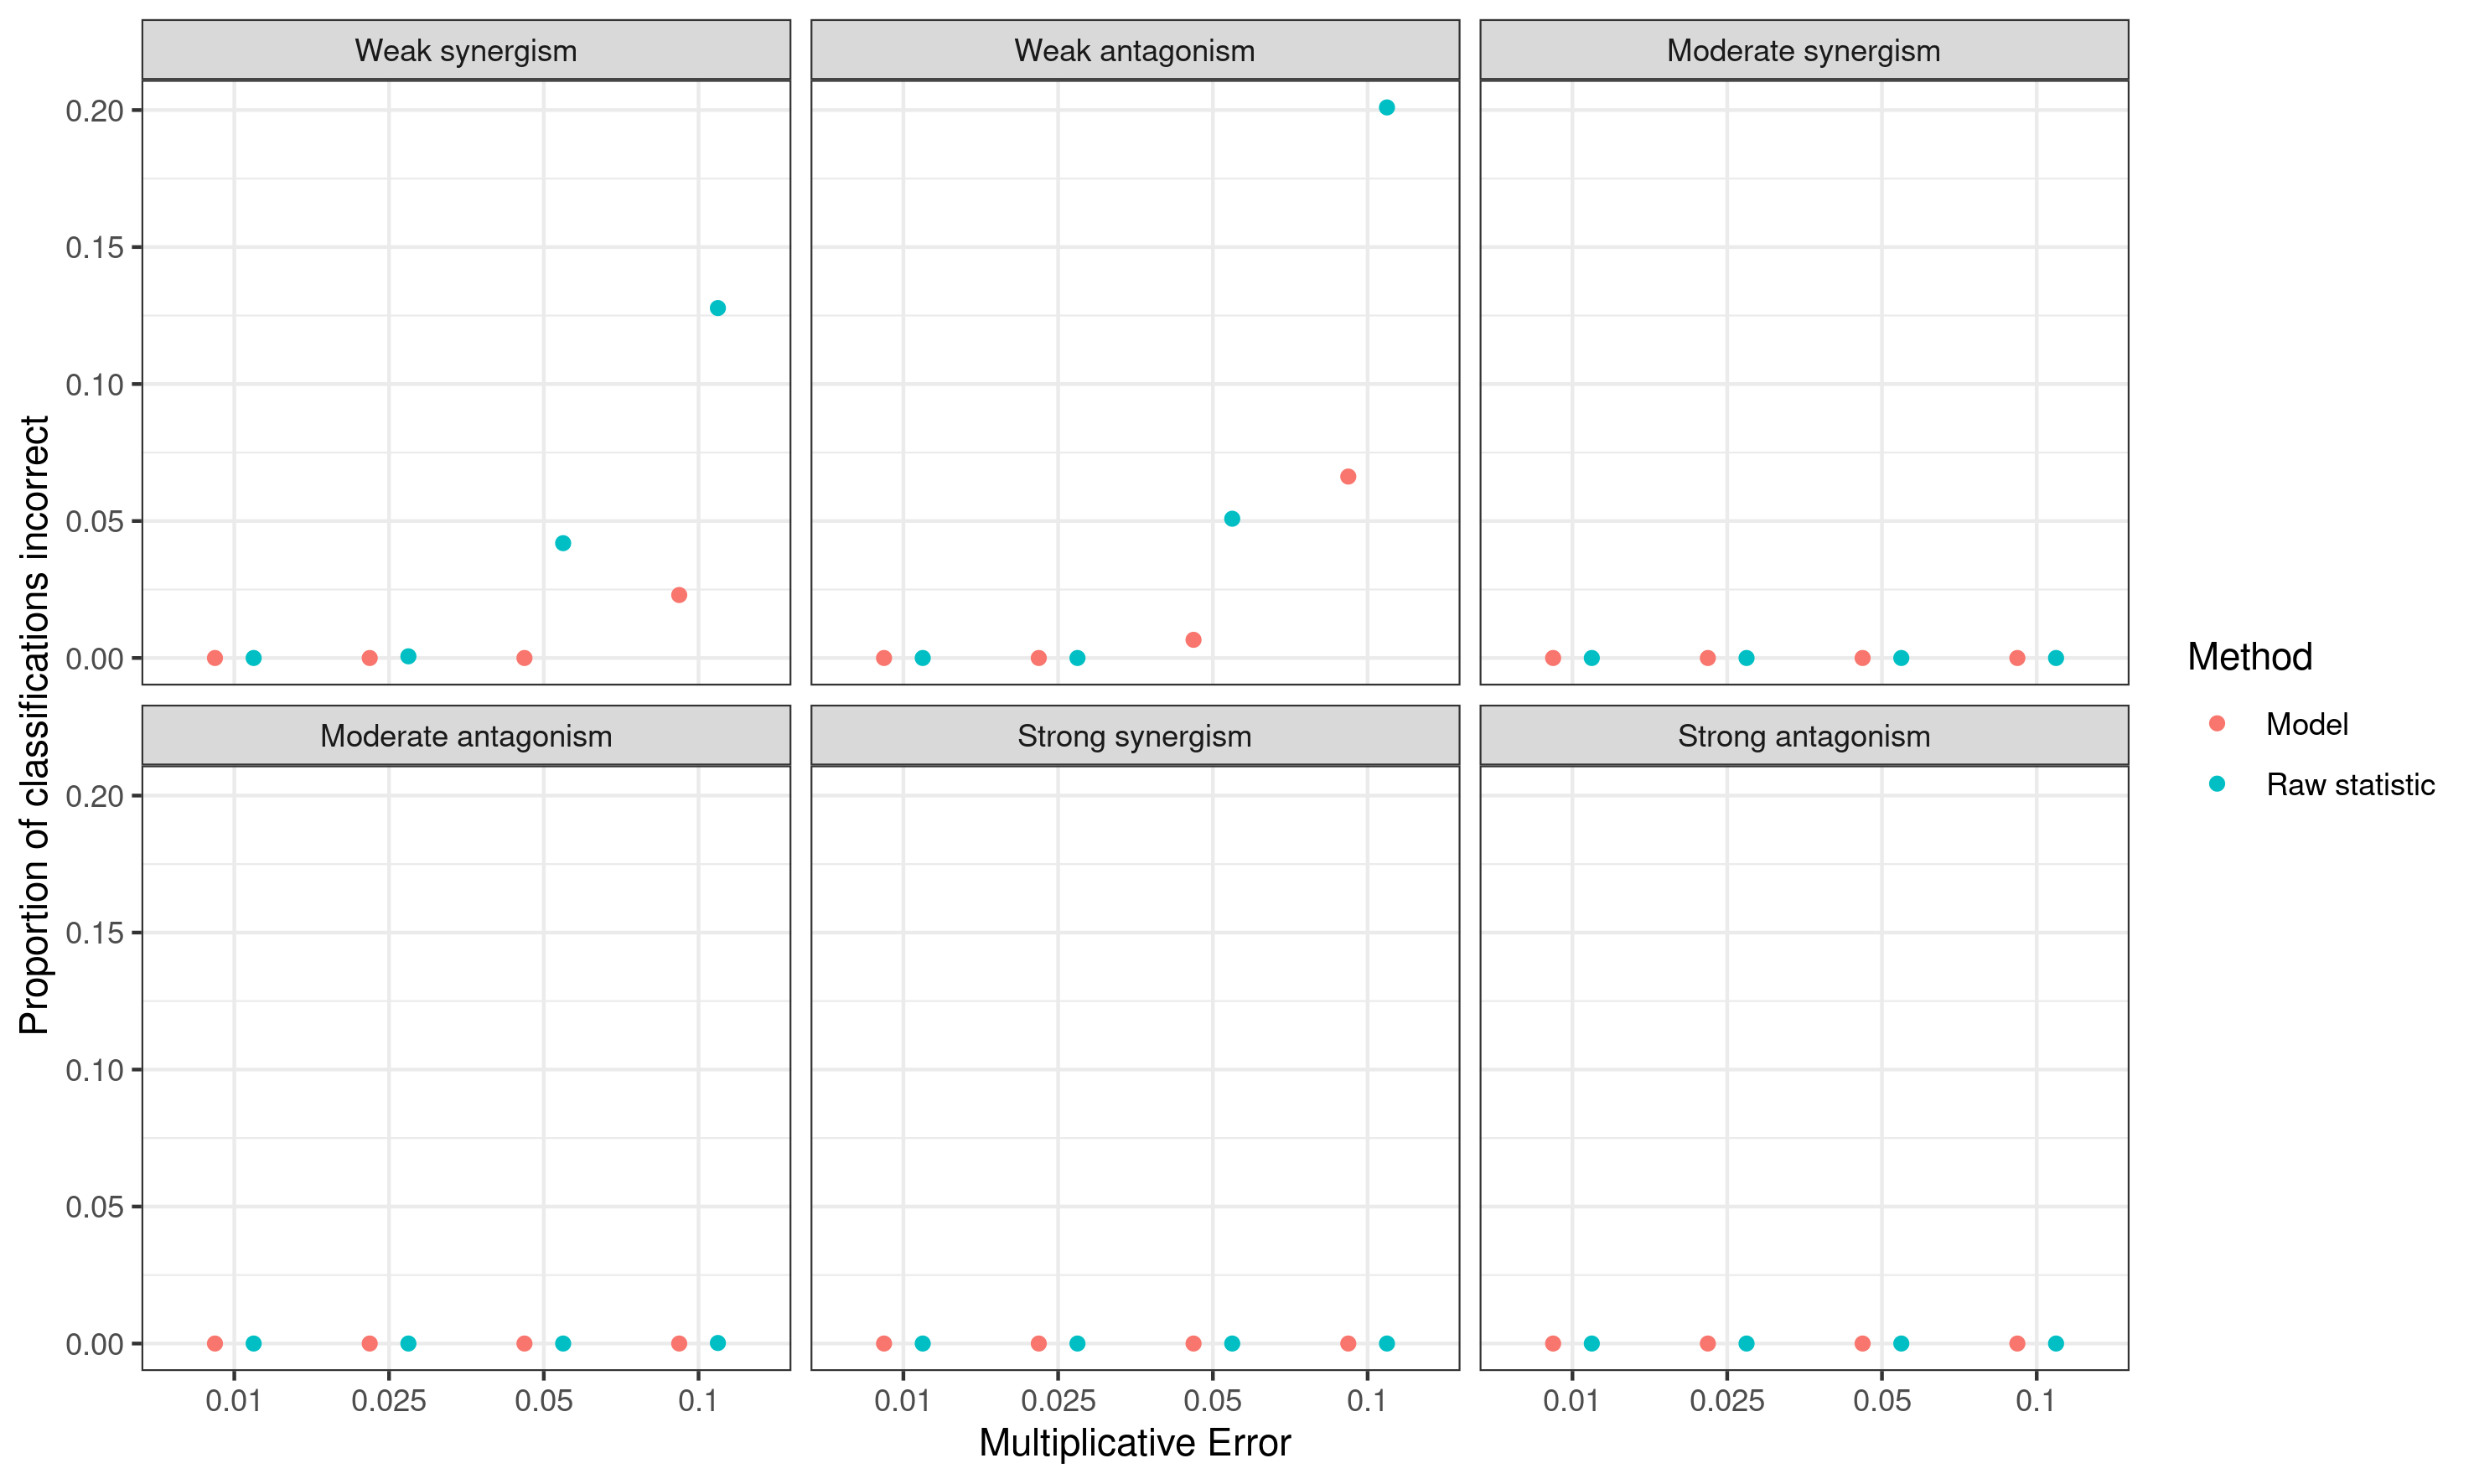 Weak synergism
Weak antagonism
Moderate synergism
0.20
0.15
0.10
0.05
0.00
Moderate antagonism
Strong synergism
Strong antagonism
0.20
0.15
0.10
0.05
0.00
0.01 0.025 0.05 0.1
0.01 0.025 0.05 0.1
0.01 0.025 0.05 0.1
Multiplicative Error
Proportion of classifications incorrect
Method
Model
Raw statistic